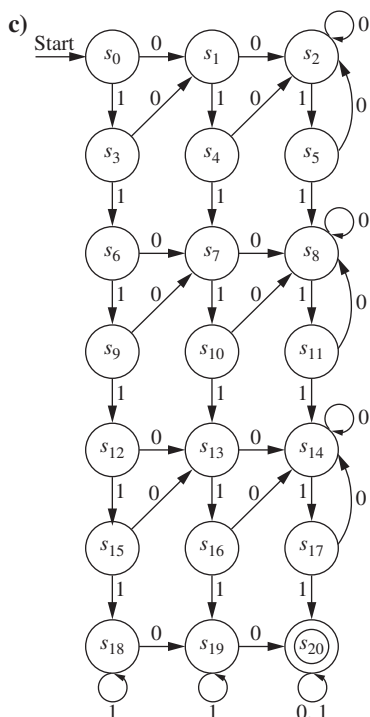 c)
Start s0 0 s1 0 s2 0
1 0 1 0 1 0
s3 s4 s5
1 1 1 0
s6 0 s7 0 s8
1 0 1 0 1 0
s9 s10 s11
1 1 1 0
s12 0 s13 0 s14
1 0 1 0 1 0
s15 s16 s17
1 1 1
s18 0 s19 0 s20
1 1 0 1